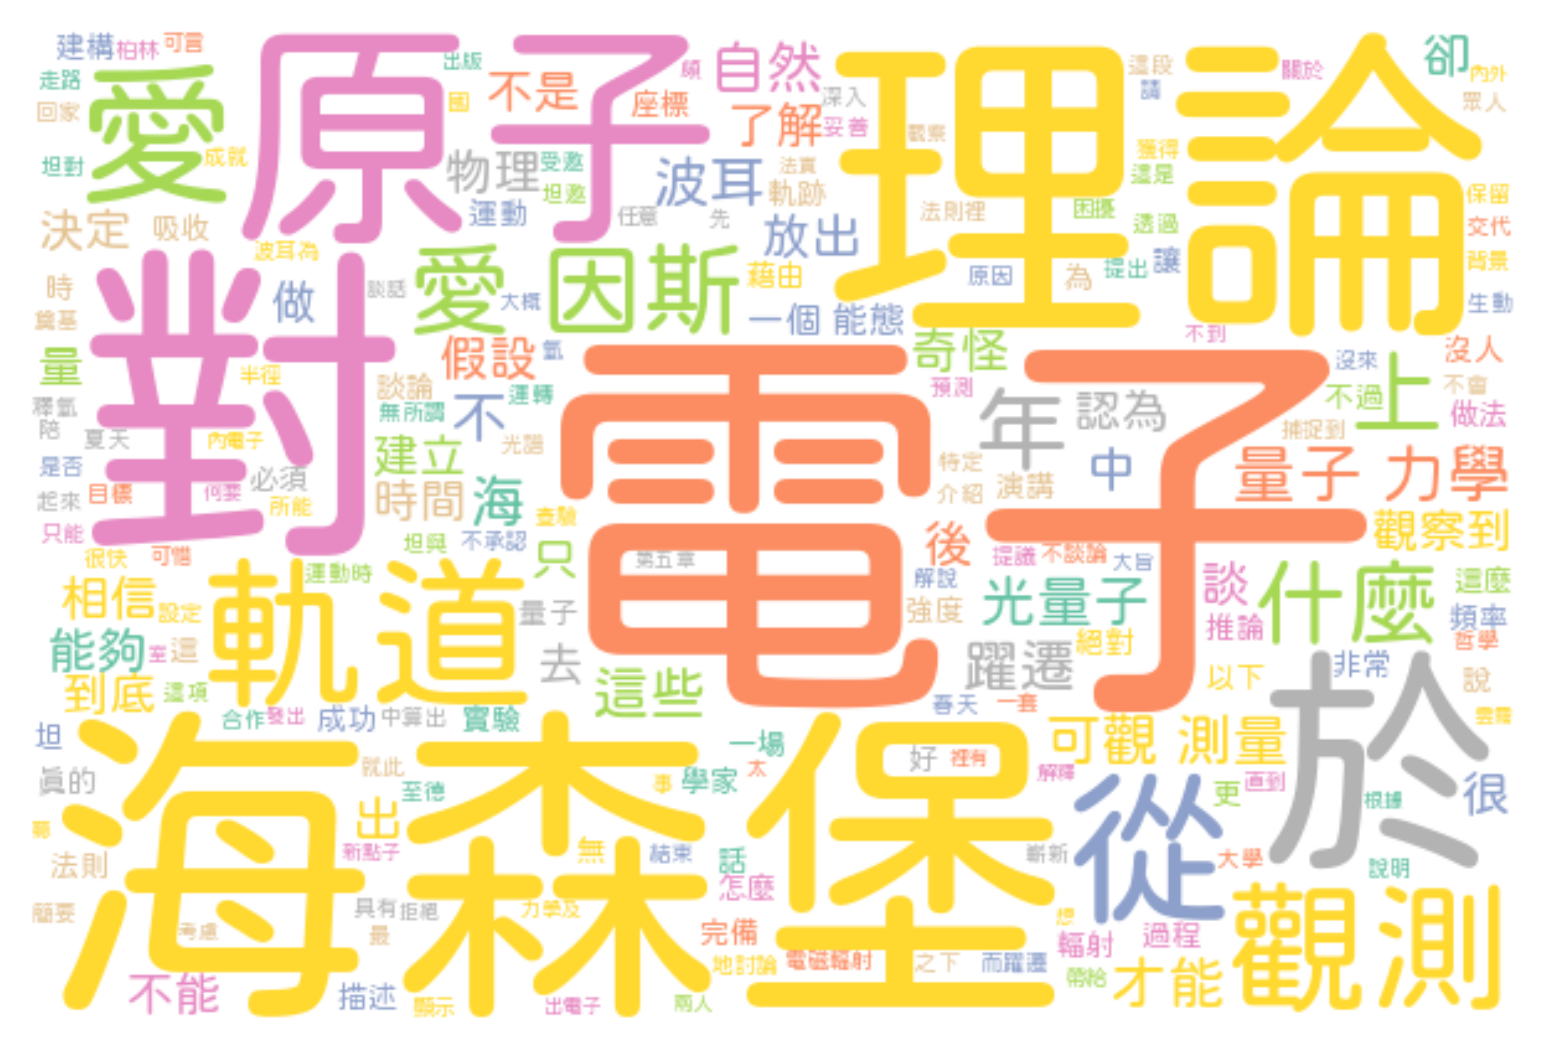 建構 柏林 可言 出版 頻 自然 這段 關於 卻 內外
走路 愛 原子 不是 國 座標 了解 深入 理論 請 眾人
回家 成就 妥善 觀察 獲得
坦對 物理 受邀 坦邀 波耳 法真 軌跡 這是 保留
決定 吸收 運動 任意 先 放出 法則裡 困擾 透過 交代
波耳為 愛因斯 藉由 原因 為 提出 讓 背景
時 對 做 談話 大概 一個 能態 生動
奠基 假設 氫 奇怪 不到 沒來 沒人
量 半徑 談論 運轉 預測 電子 年 認為 不過 上 不會
釋氫 無所謂 不 做法
陪 夏天 內電子 建立 光譜 中 捕捉到
是否 必須 特定 量子 力學
起來 目標 何要 所能 時間 海 查驗 介紹 演講
只能 坦與 不承認 後 觀察到
很快 可惜 運動時 只 第五章 提議 不談論 大旨
相信 設定 軌道 量子 解說 強度 光量子 談 什麼 這麼
能夠 室 這 去 推論 頻率 哲學
到底 這項 這些 躍遷 絕對 以下 非常 說
合作 發出 成功 中算出 實驗 春天 一套 於 雲霧
坦 海森堡 一場 好 裡有 可觀 測量
真的 就此 至德 事 學家 太 解釋 從 更 直到 根據 很
出 新點子 無 結束 話 嶄新 大學 說明
法則 怎麼
簡要 考慮 具有 拒絕 力學及 想 觀測
最 完備 輻射 過程
不能 描述 顯示 出電子 兩人 地討論 電磁輻射 之下 而躍遷 帶給 才能